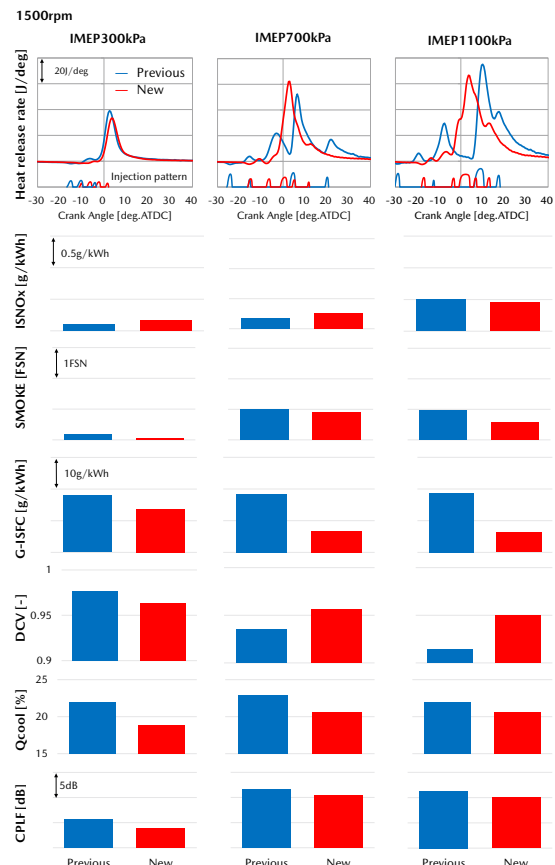 1500rpm
IMEP300kPa
IMEP700kPa
IMEP1100kPa
Heat release rate [J/deg]
20J/deg
Previous
New
Injection pattern
-30 -20 -10 0 10 20 30 40
-30 -20 -10 0 10 20 30 40
-30 -20 -10 0 10 20 30 40
Crank Angle [deg.ATDC]
Crank Angle [deg.ATDC]
Crank Angle [deg.ATDC]
ISNOx [g/kWh]
0.5g/kWh
SMOKE [FSN]
1FSN
G-ISFC [g/kWh]
10g/kWh
DCV [-]
1
0.95
0.9
Qcool [%]
25
20
15
CPLF [dB]
5dB
Previous New
Previous New
Previous New